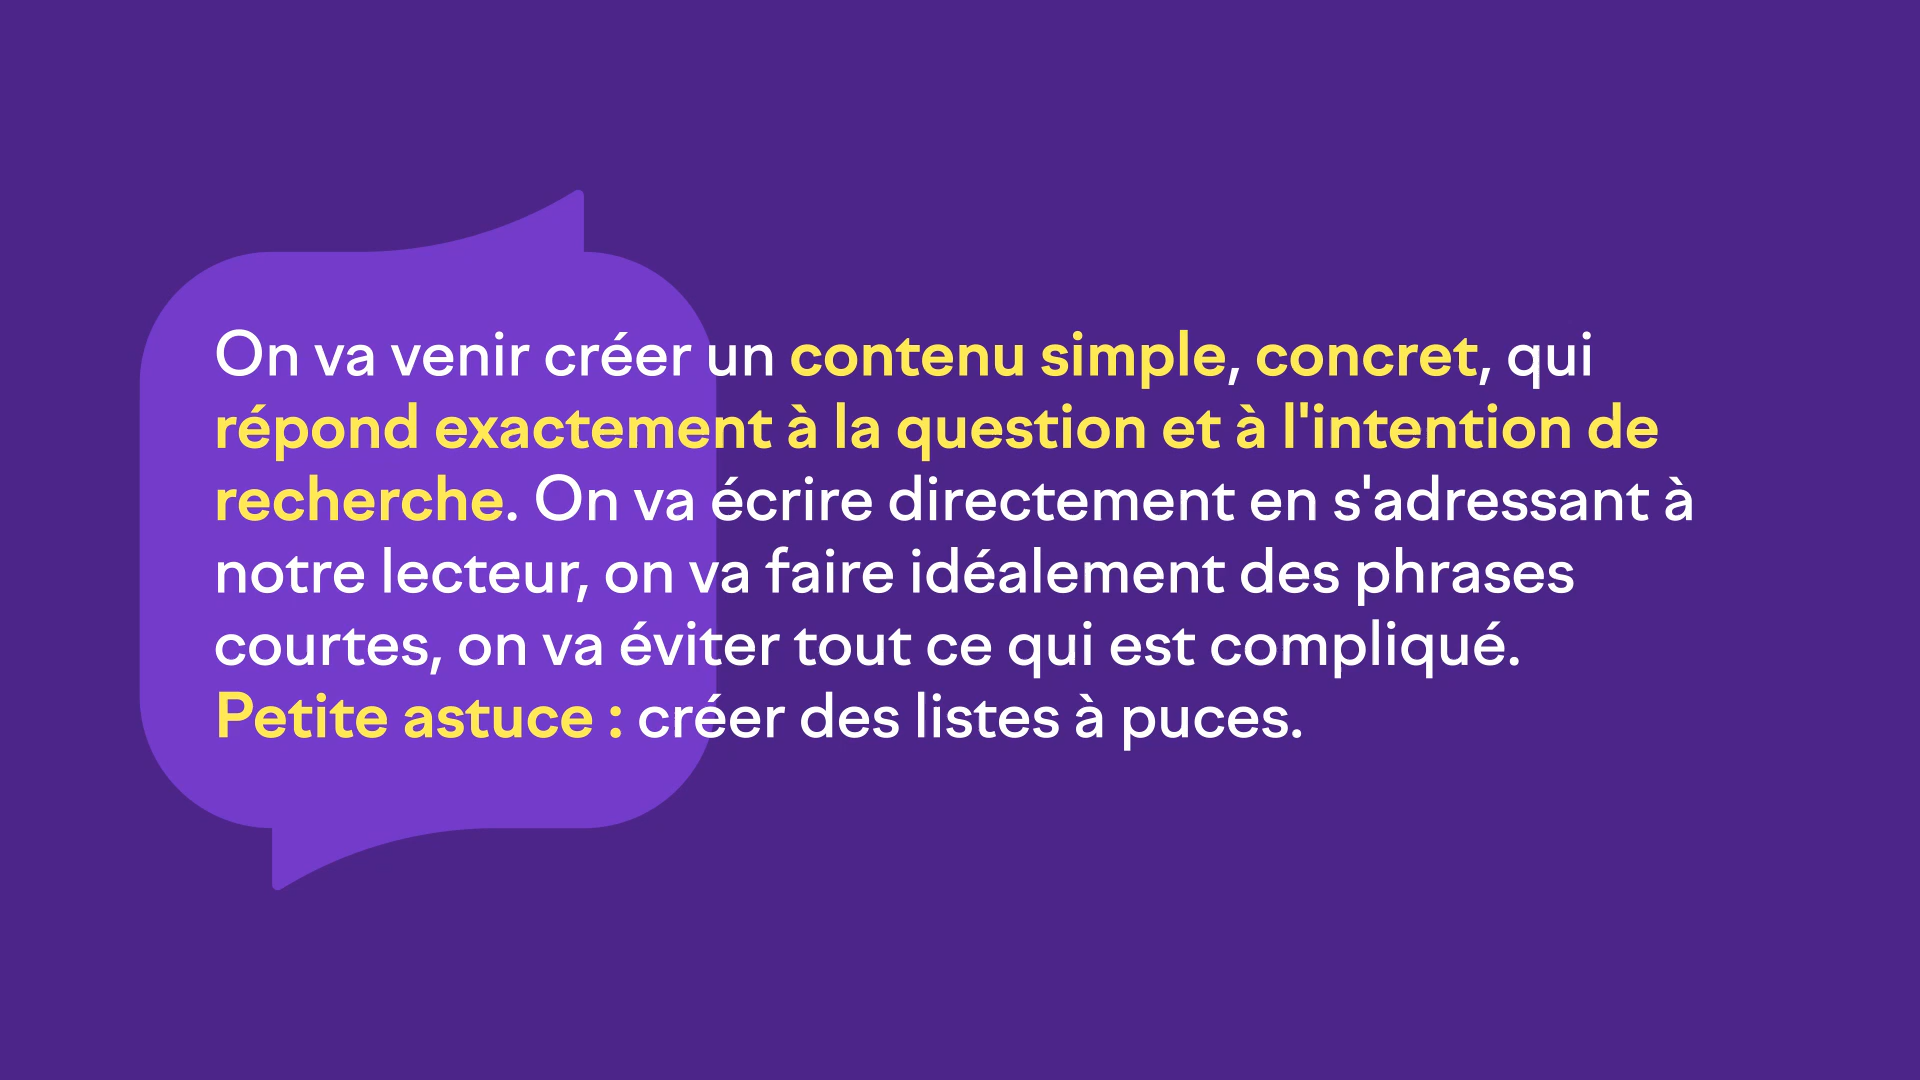 On va venir créer un contenu simple, concret, qui
répond exactement à la question et à l'intention de
recherche. On va écrire directement en s'adressant à
notre lecteur, on va faire idéalement des phrases
courtes, on va éviter tout ce qui est compliqué.
Petite astuce : créer des listes à puces.